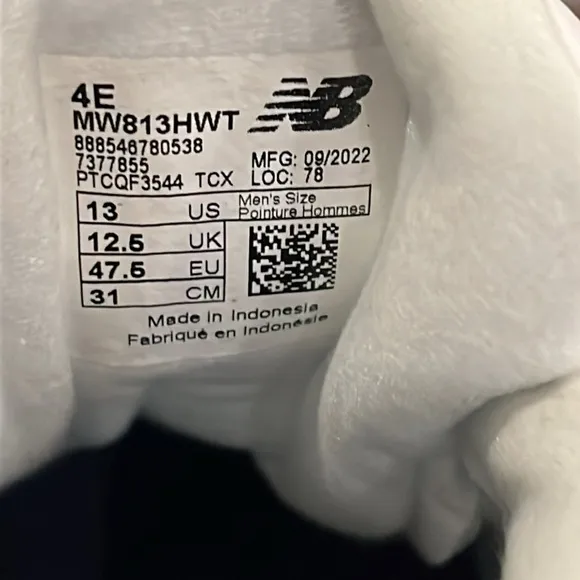 4E
MW813HWT
NB
888546780538
7377855
MFG: 09/2022
PTCQF3544 TCX LOC: 78
13 US Men's Size
Pointure Hommes
12.5 UK
47.5 EU
31 CM
Made in Indonesia
Fabriqué en Indonésie